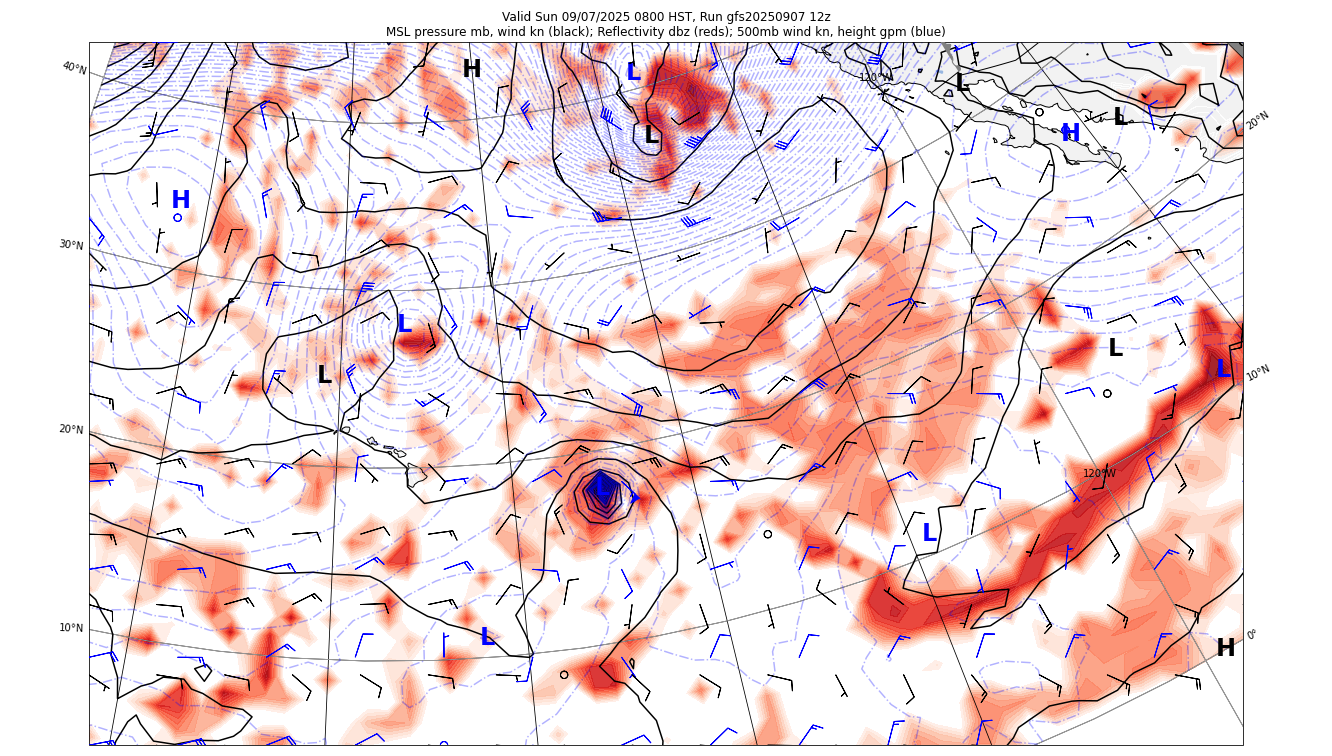 Valid Sun 09/07/2025 0800 HST, Run gfs20250907 12z
MSL pressure mb, wind kn (black); Reflectivity dbz (reds); 500mb wind kn, height gpm (blue)
40°N
H
L
120°W
L
L
20°N
L
H
H
30°N
L
L
L
L
10°N
20°N
L
120°W
L
10°N
L
0°
H